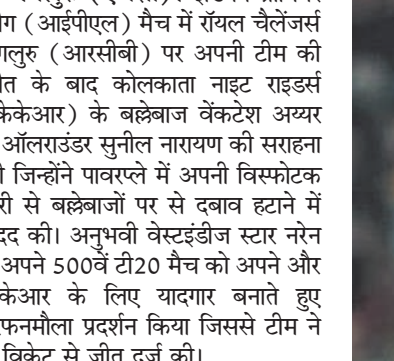 ग (आईपीएल) मैच में रॉयल चैलेंजर्स
गलुरु (आरसीबी) पर अपनी टीम की
ीत के बाद कोलकाता नाइट राइडर्स
केकेआर) के बल्लेबाज वेंकटेश अय्यर
ऑलराउंडर सुनील नारायण की सराहना
ी जिन्होंने पावरप्ले में अपनी विस्फोटक
री से बल्लेबाजों पर से दबाव हटाने में
दद की। अनुभवी वेस्टइंडीज स्टार नरेन
अपने 500वें टी20 मैच को अपने और
केआर के लिए यादगार बनाते हुए
फनमौला प्रदर्शन किया जिससे टीम ने
विकेट से जीत दर्ज की।